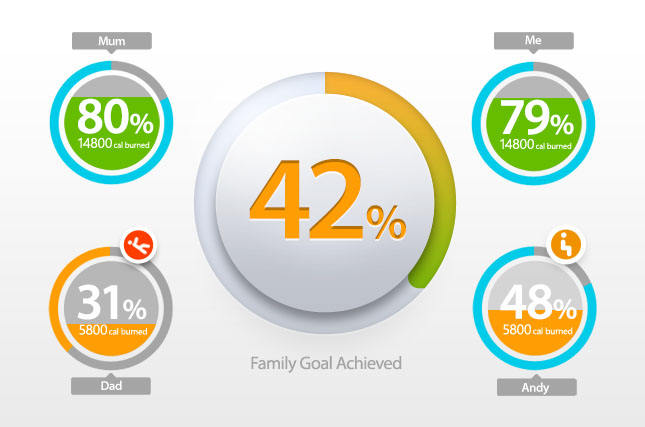 Mum
80%
14800 cal burned
Me
79%
14800 cal burned
42%
Family Goal Achieved
31%
5800 cal burned
Dad
48%
5800 cal burned
Andy